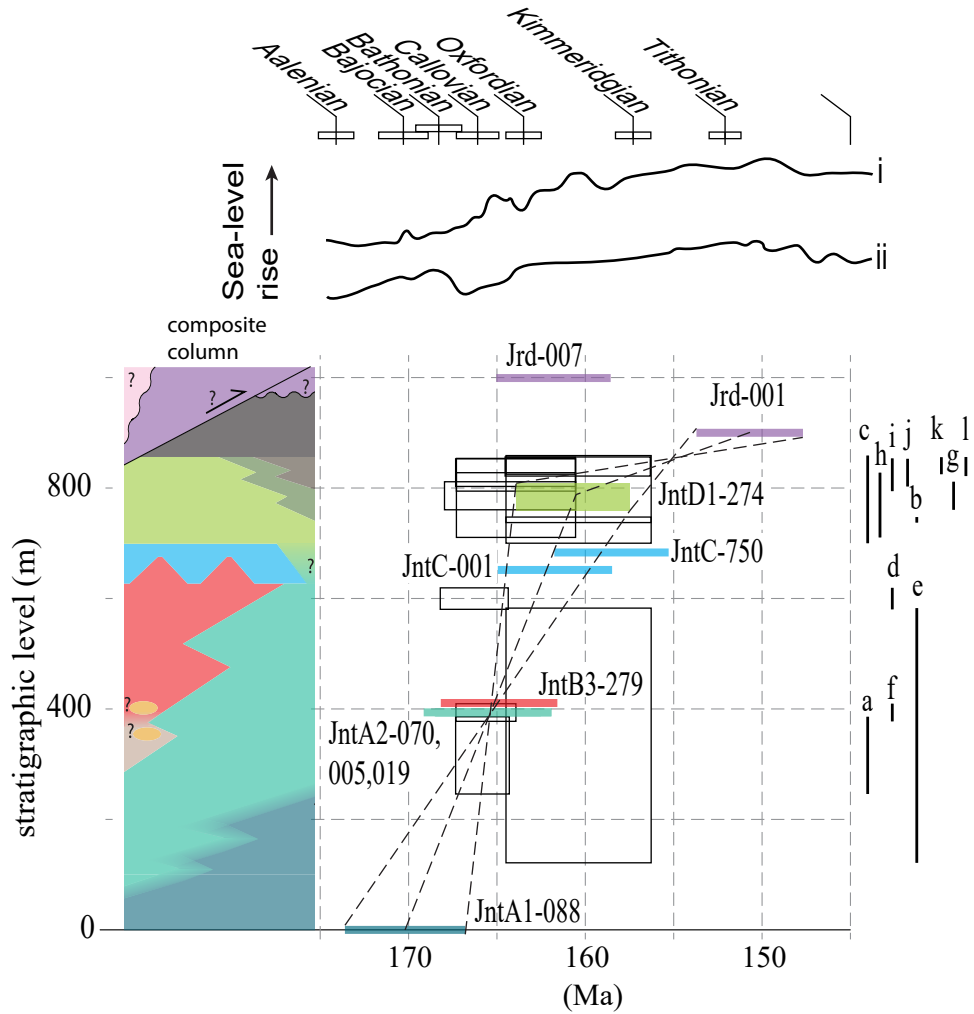 Aalenian
Bajocian
Bathonian
Callovian
Oxfordian
Kimmeridgian
Tithonian
Sea-level
rise
i
ii
composite
column
?
?
?
?
?
?
Jrd-007
Jrd-001
JntD1-274
JntC-750
JntC-001
JntB3-279
JntA2-070,
005,019
JntA1-088
c
h
i
j
b
k
g
l
d
e
a
f
stratigraphic level (m)
800
400
0
170
160
150
(Ma)